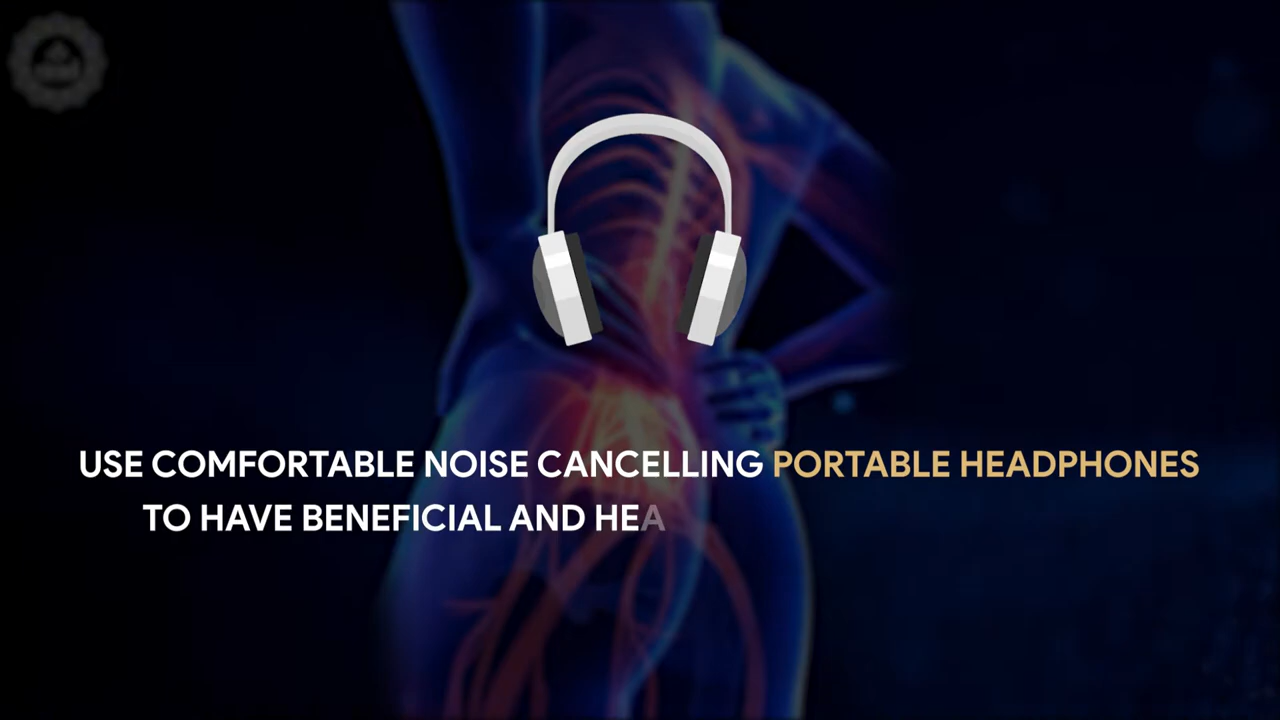 USE COMFORTABLE NOISE CANCELLING PORTABLE HEADPHONES
TO HAVE BENEFICIAL AND HEA